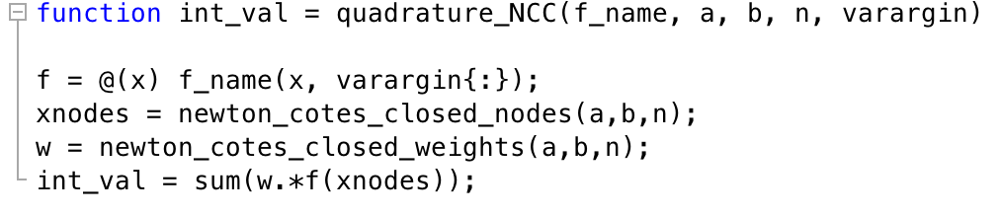 function int_val = quadrature_NCC(f_name, a, b, n, varargin)
f = @(x) f_name(x, varargin{:});
xnodes = newton_cotes_closed_nodes(a,b,n);
w = newton_cotes_closed_weights(a,b,n);
int_val = sum(w.*f(xnodes));